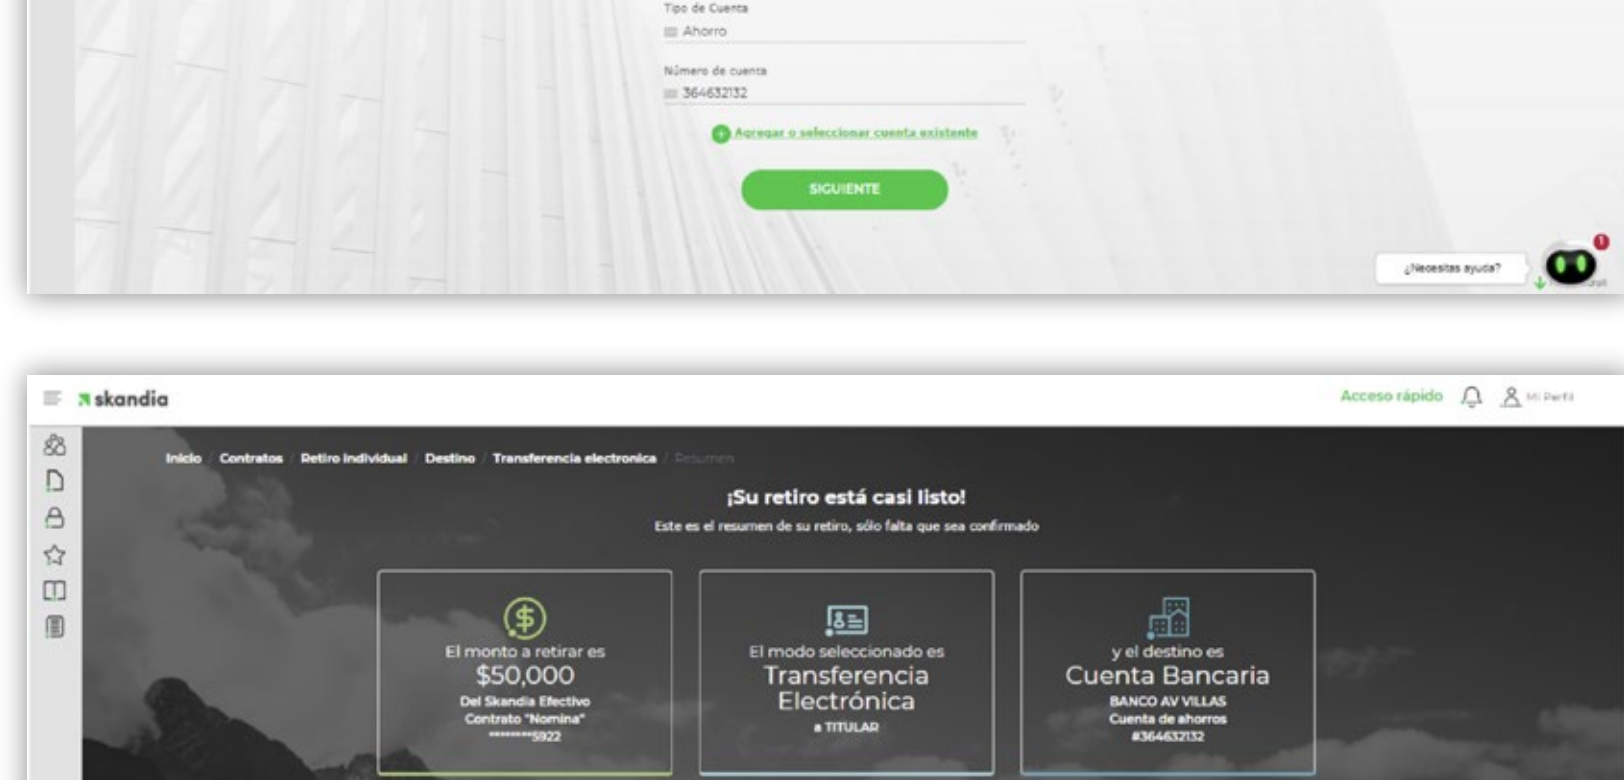 Tipo de Cuenta
Ahorro
Número de cuenta
364632132
Agregar o seleccionar cuenta existente
SIGUIENTE
1
¿Necesitas ayuda?
skandia
Acceso rápido
Mi Perfil
Inicio / Contratos / Retiro individual / Destino / Transferencia electronica / Resumen
¡Su retiro está casi listo!
Este es el resumen de su retiro, sólo falta que sea confirmado
El monto a retirar es
$50,000
Del Skandia Efectivo
Contrato "Nomina"
********5922
El modo seleccionado es
Transferencia
Electrónica
a TITULAR
y el destino es
Cuenta Bancaria
BANCO AV VILLAS
Cuenta de ahorros
#364632132